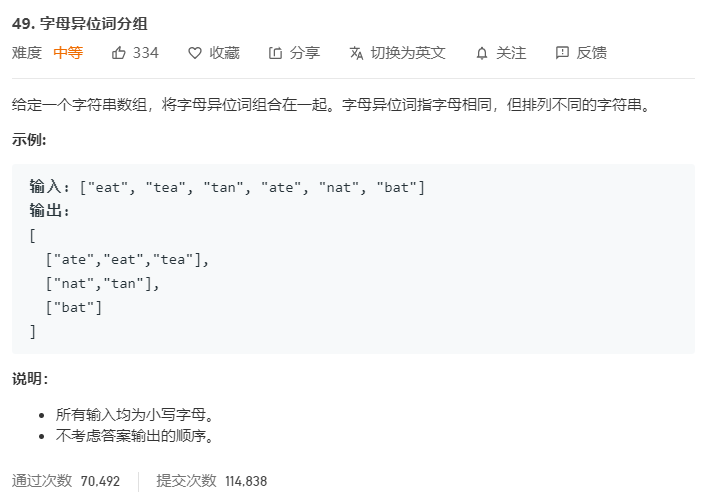 49. 字母异位词分组
难度 中等 334 收藏 分享 切换为英文 关注 反馈
给定一个字符串数组，将字母异位词组合在一起。字母异位词指字母相同，但排列不同的字符串。
示例:
输入: ["eat", "tea", "tan", "ate", "nat", "bat"]
输出:
[
["ate","eat","tea"],
["nat","tan"],
["bat"]
]
说明：
所有输入均为小写字母。
不考虑答案输出的顺序。
通过次数 70,492 提交次数 114,838